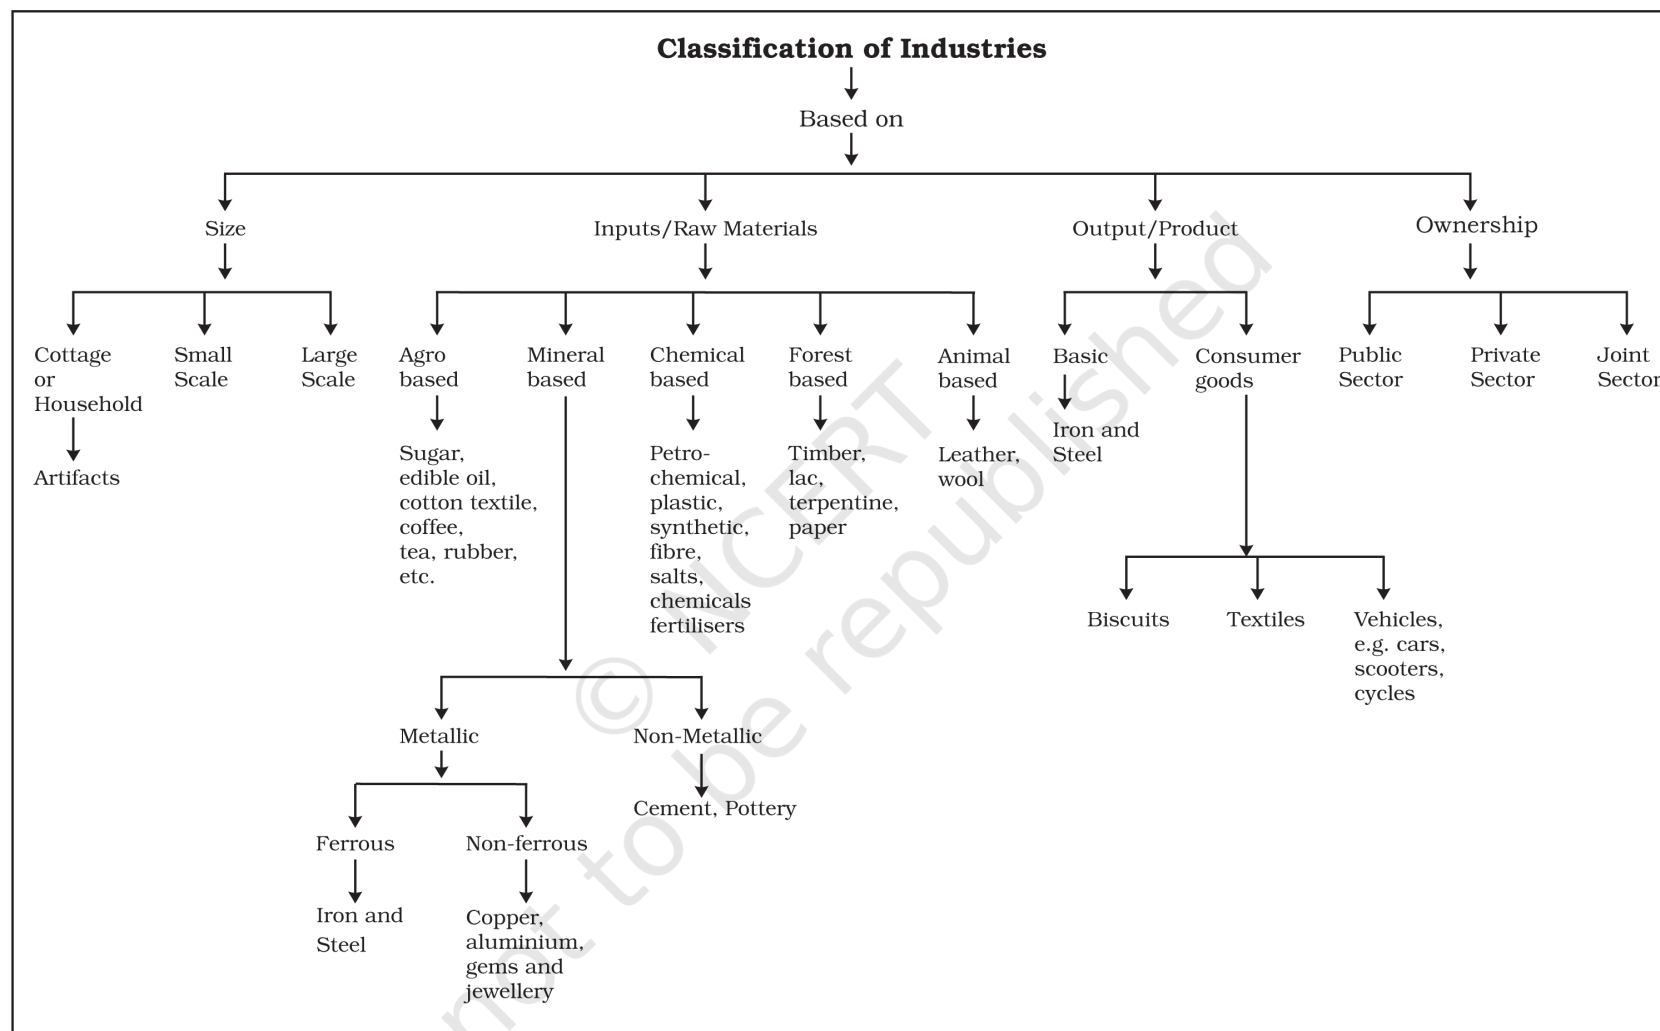 Classification of Industries
Based on
Size
Inputs/Raw Materials
Output/Product
Ownership
Cottage
or
Household
Small
Scale
Large
Scale
Agro
based
Mineral
based
Chemical
based
Forest
based
Animal
based
Basic
Consumer
goods
Public
Sector
Private
Sector
Joint
Sector
Artifacts
Sugar,
edible oil,
cotton textile,
coffee,
tea, rubber,
etc.
Petro-
chemical,
plastic,
synthetic,
fibre,
salts,
chemicals
fertilisers
Timber,
lac,
terpentine,
paper
Leather,
wool
Iron and
Steel
Biscuits
Textiles
Vehicles,
e.g. cars,
scooters,
cycles
Metallic
Non-Metallic
Cement, Pottery
Ferrous
Non-ferrous
Iron and
Steel
Copper,
aluminium,
gems and
jewellery
© NCERT
not to be republished